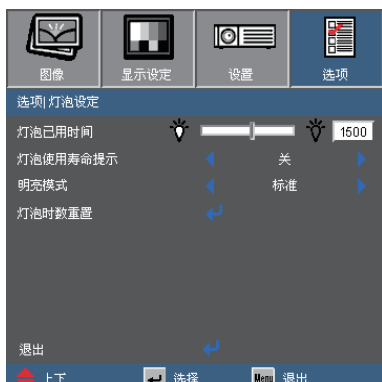 图像 显示设定 设置 选项
选项|灯泡设定
灯泡已用时间 1500
灯泡使用寿命提示 关
明亮模式 标准
灯泡时数重置
退出
上下 选择 Menu 退出